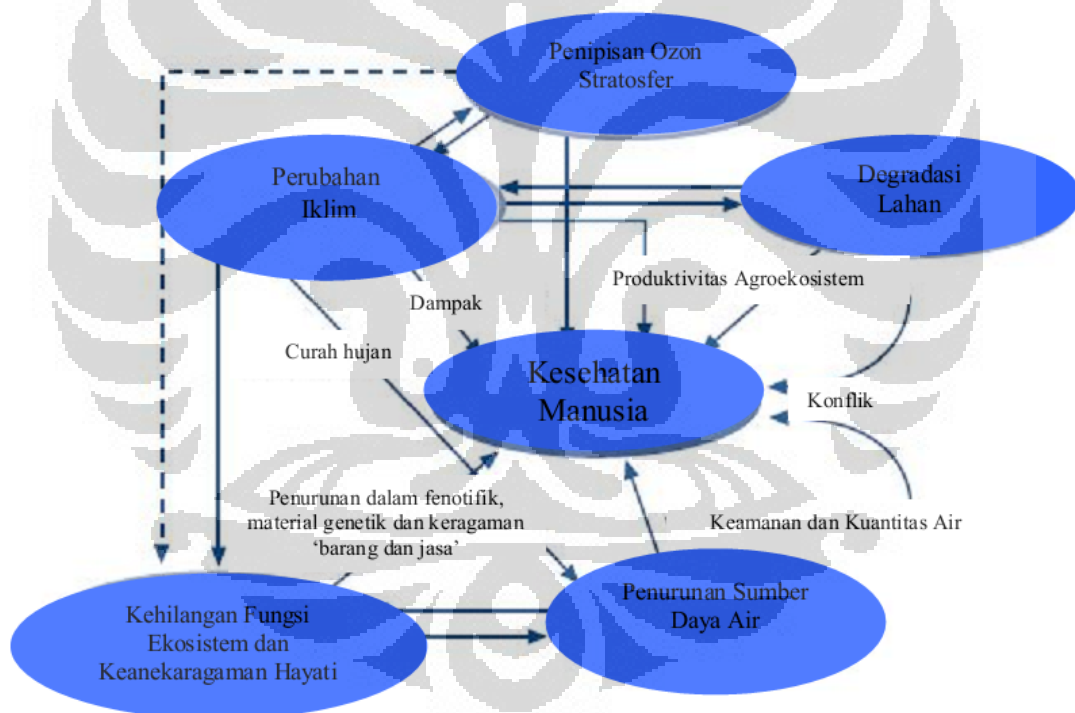 Penipisan Ozon
Stratosfer
Perubahan
Iklim
Degradasi
Lahan
Produktivitas Agroekosistem
Dampak
Curah hujan
Kesehatan
Manusia
Konflik
Penurunan dalam fenotifik,
material genetik dan keragaman
‘barang dan jasa’
Keamanan dan Kuantitas Air
Kehilangan Fungsi
Ekosistem dan
Keanekaragaman Hayati
Penurunan Sumber
Daya Air